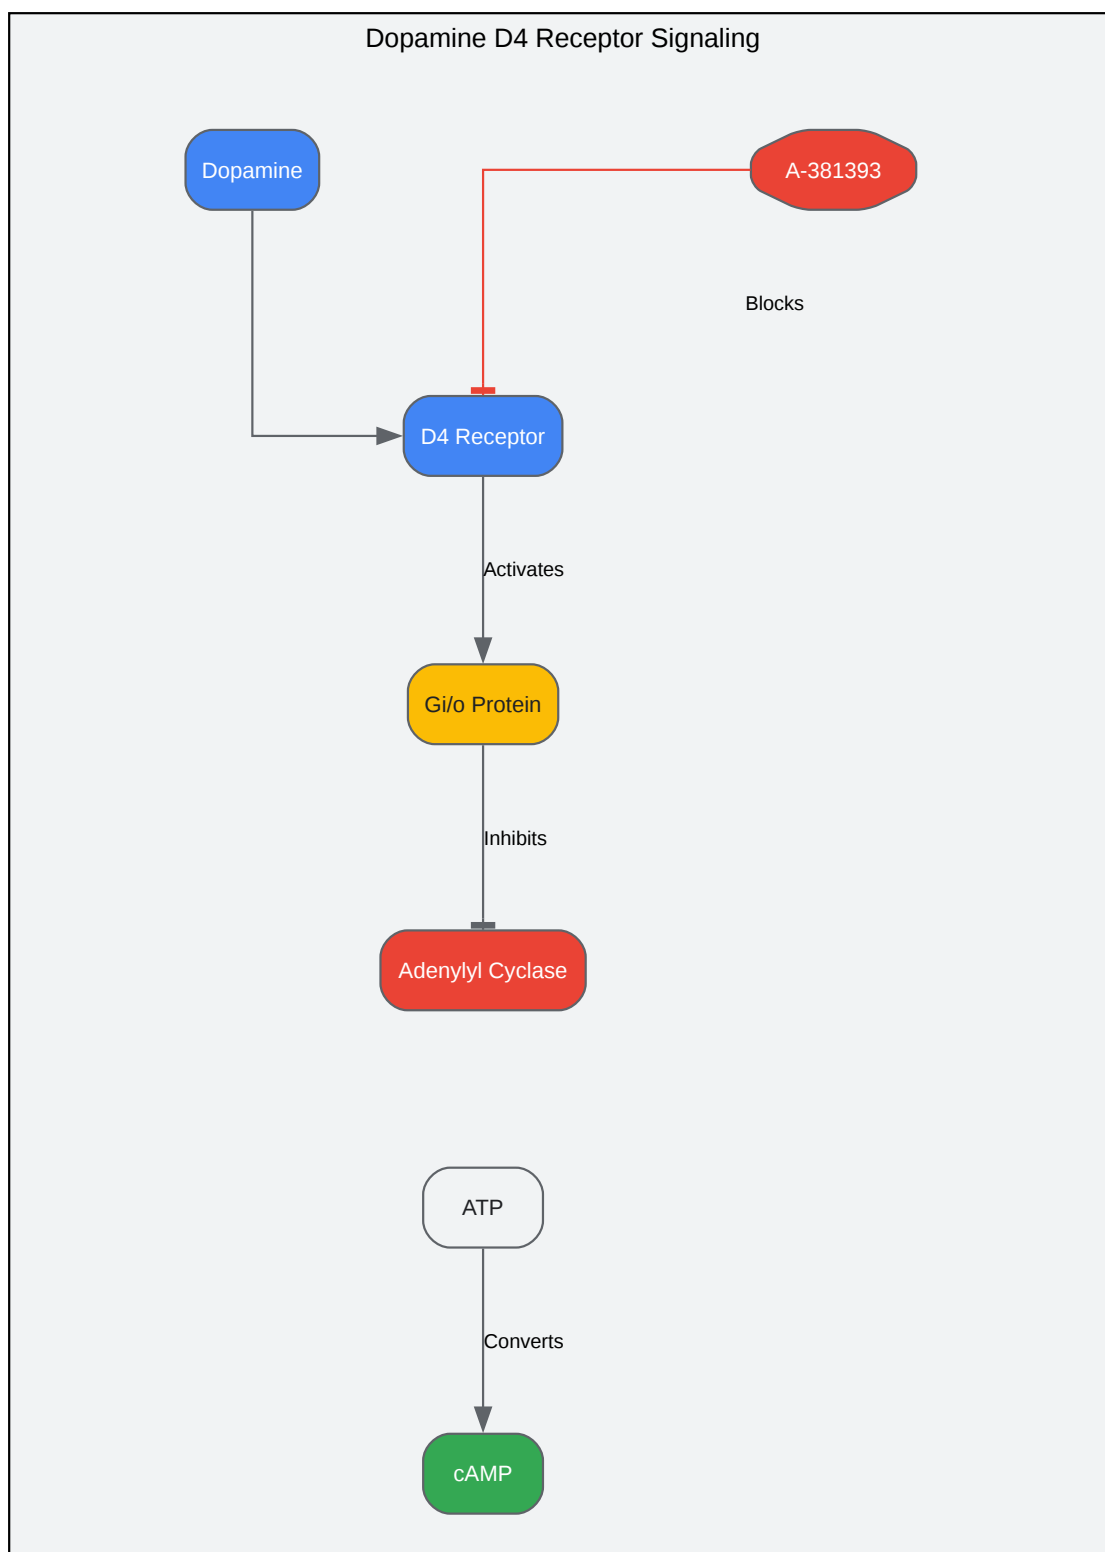 Dopamine D4 Receptor Signaling
Dopamine
A-381393
Blocks
D4 Receptor
Activates
Gi/o Protein
Inhibits
Adenylyl Cyclase
ATP
Converts
cAMP